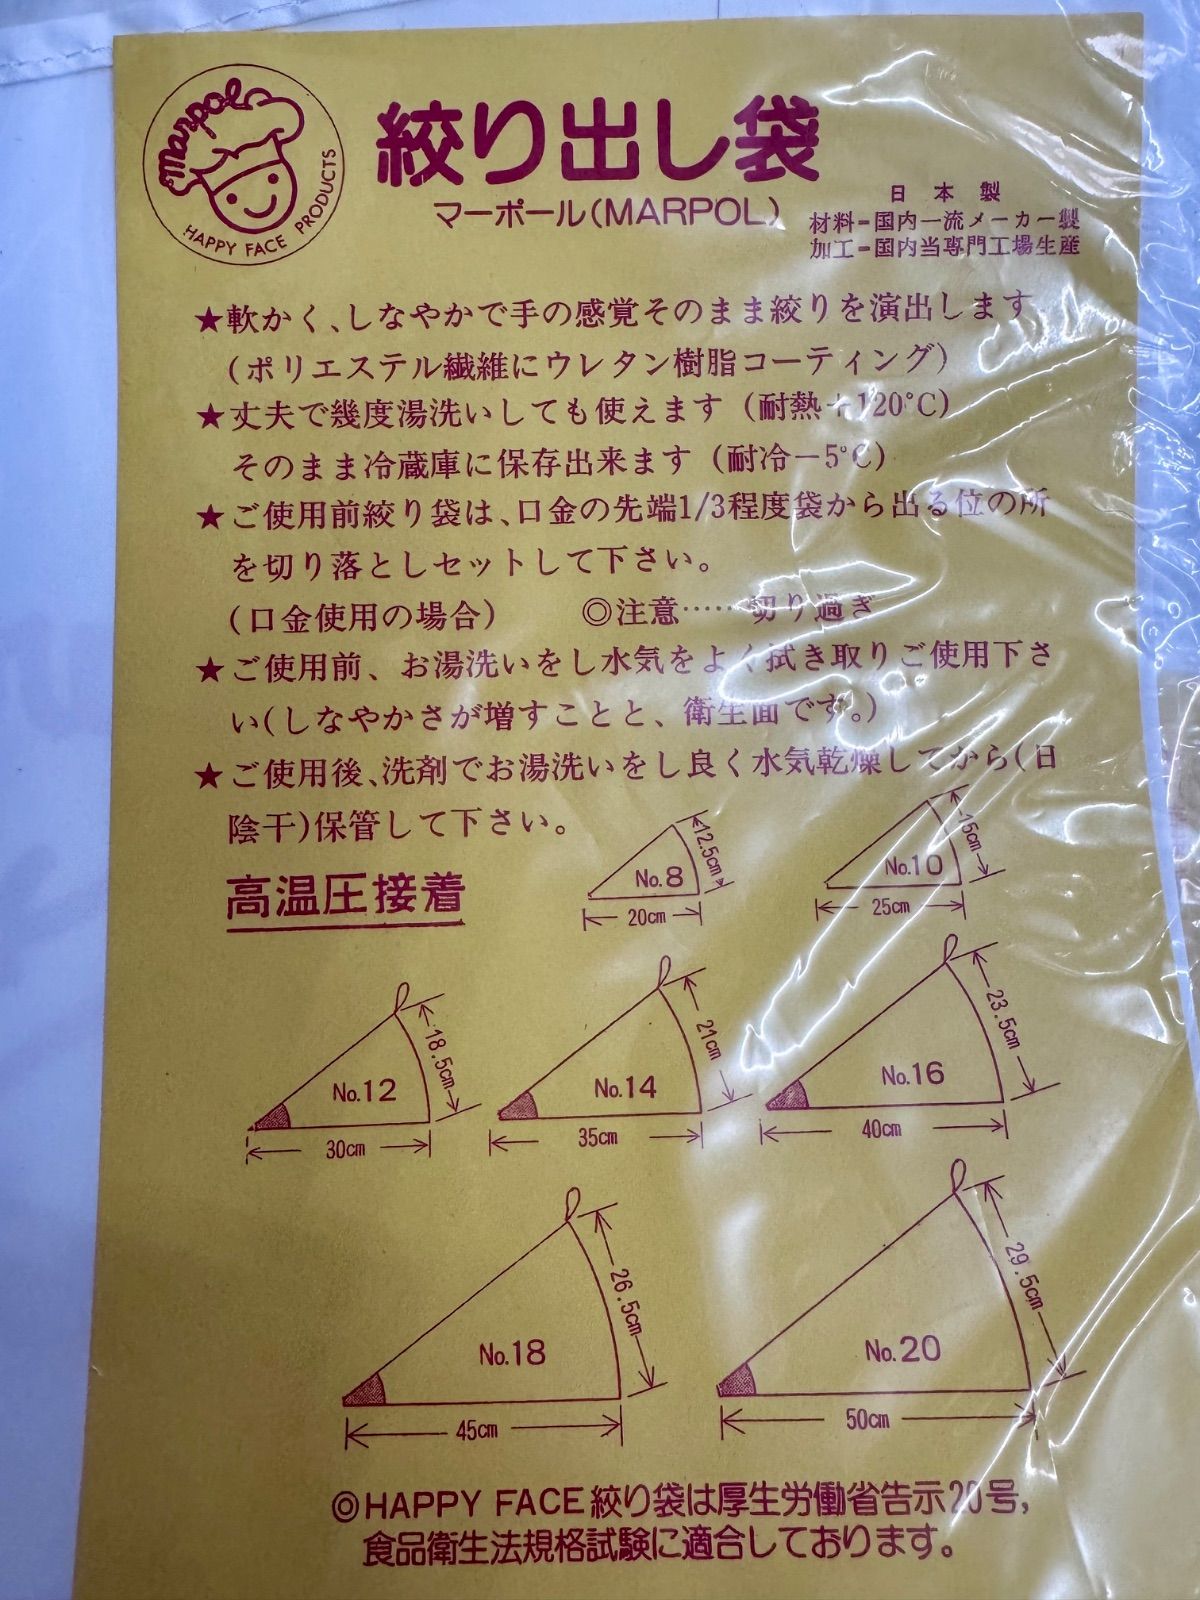 marpol
HAPPY FACE PRODUCTS
絞り出し袋
マーポール(MARPOL)
日本製
材料=国内一流メーカー製
加工=国内当専門工場生産
★軟かく、しなやかで手の感覚そのまま絞りを演出します
(ポリエステル繊維にウレタン樹脂コーティング)
★丈夫で幾度湯洗いしても使えます(耐熱+120℃)
そのまま冷蔵庫に保存出来ます(耐冷-5℃)
★ご使用前絞り袋は、口金の先端1/3程度袋から出る位の所
を切り落としセットして下さい。
(口金使用の場合) ◎注意……切り過ぎ
★ご使用前、お湯洗いをし水気をよく拭き取りご使用下さ
い(しなやかさが増すことと、衛生面です。)
★ご使用後、洗剤でお湯洗いをし良く水気乾燥してから(日
陰干)保管して下さい。
高温圧接着
No.8
12.5cm
20cm
No.10
15cm
25cm
No.12
18.5cm
30cm
No.14
21cm
35cm
No.16
23.5cm
40cm
No.18
26.5cm
45cm
No.20
29.5cm
50cm
◎HAPPY FACE絞り袋は厚生労働省告示20号,
食品衛生法規格試験に適合しております。